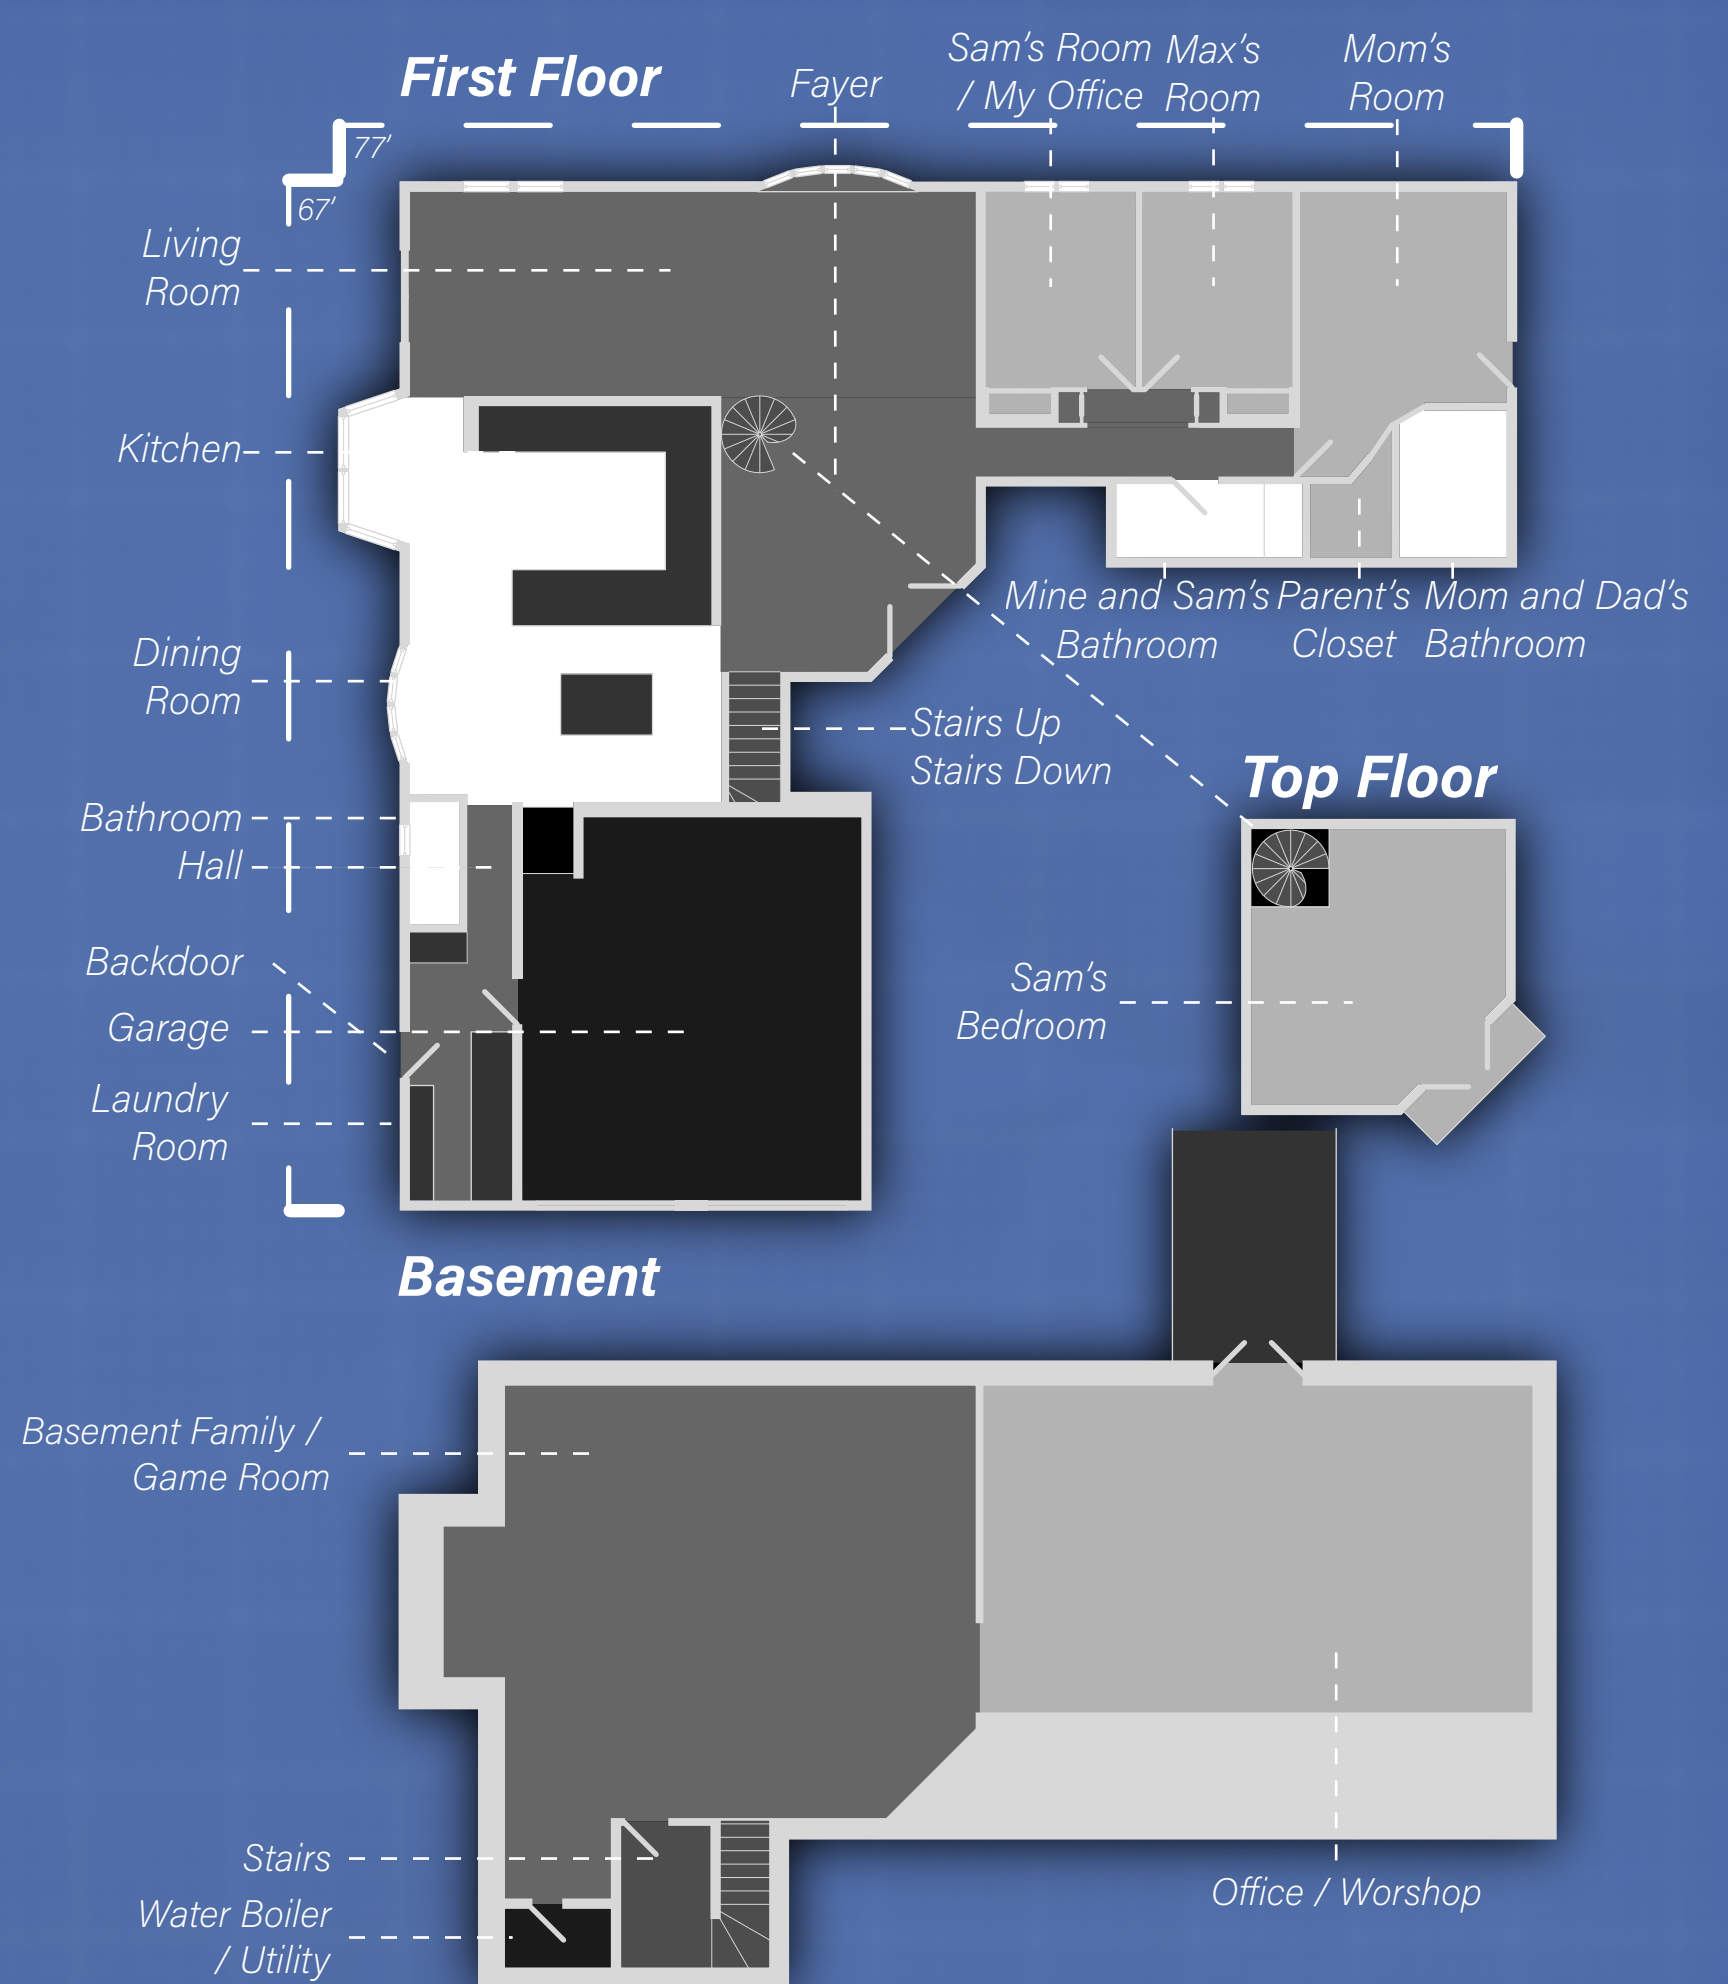 First Floor
Fayer
Sam's Room
/ My Office
Max's
Room
Mom's
Room
77'
67'
Living
Room
Kitchen
Dining
Room
Mine and Sam's
Bathroom
Parent's
Closet
Mom and Dad's
Bathroom
Stairs Up
Stairs Down
Top Floor
Bathroom
Hall
Backdoor
Garage
Laundry
Room
Sam's
Bedroom
Basement
Basement Family /
Game Room
Stairs
Water Boiler
/ Utility
Office / Worshop